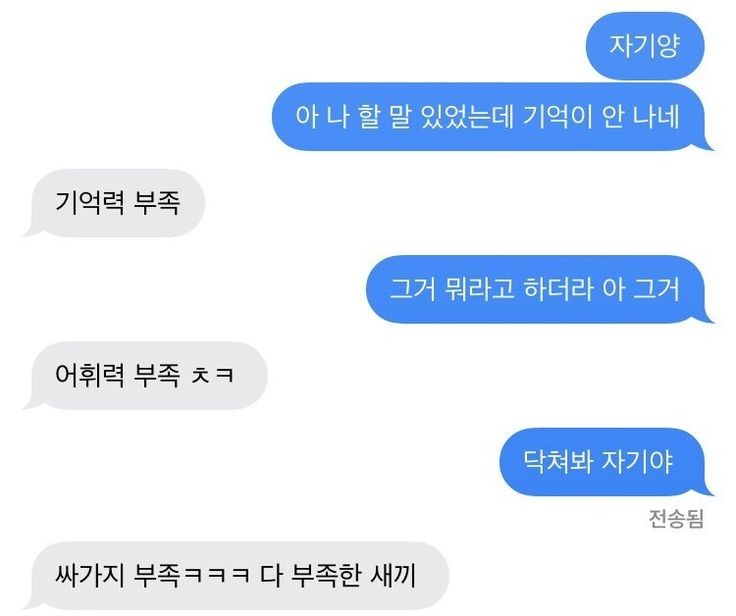 자기양
아 나 할 말 있었는데 기억이 안 나네
기억력 부족
그거 뭐라고 하더라 아 그거
어휘력 부족 ㅊㅋ
닥쳐봐 자기야
전송됨
싸가지 부족ㅋㅋㅋ 다 부족한 새끼